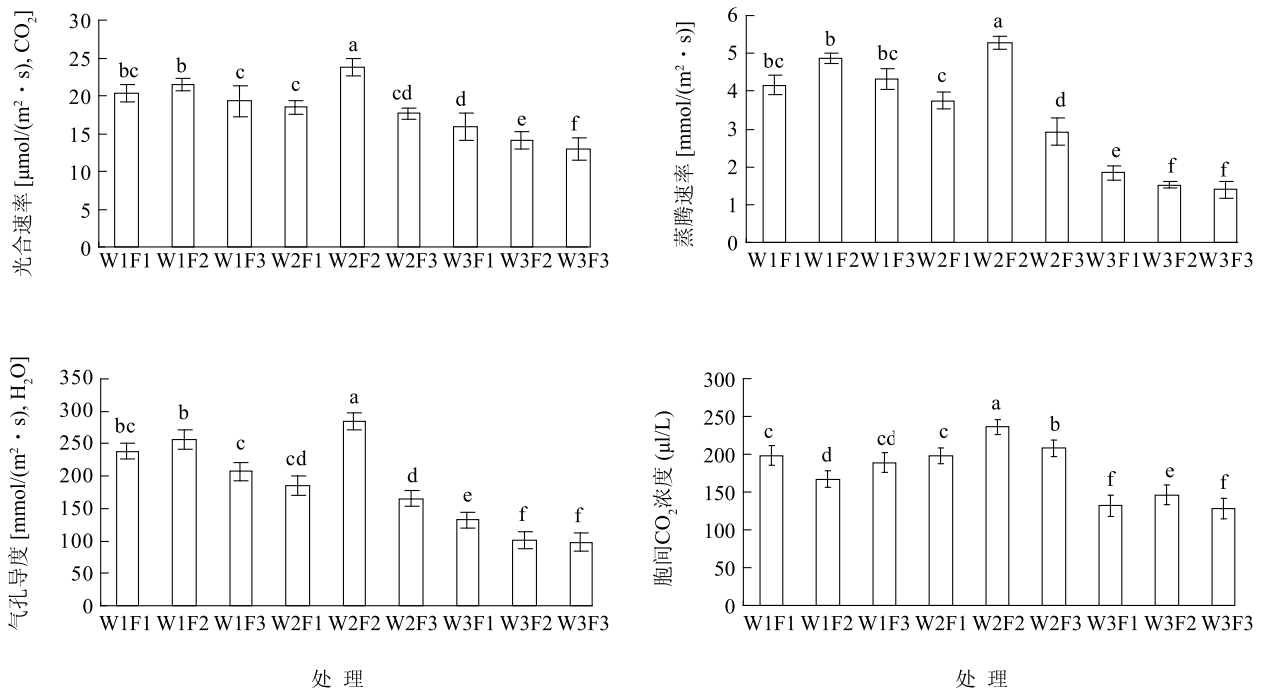 光合速率 [μmol/(m²·s), CO₂]
30
25
20
15
10
5
0
bc b c c a cd d e f
W1F1 W1F2 W1F3 W2F1 W2F2 W2F3 W3F1 W3F2 W3F3
蒸腾速率 [mmol/(m²·s)]
6
5
4
3
2
1
0
bc b bc c a d e f f
W1F1 W1F2 W1F3 W2F1 W2F2 W2F3 W3F1 W3F2 W3F3
气孔导度 [mmol/(m²·s), H₂O]
350
300
250
200
150
100
50
0
bc b c cd a d e f f
W1F1 W1F2 W1F3 W2F1 W2F2 W2F3 W3F1 W3F2 W3F3
处 理
胞间CO₂浓度 (μl/L)
300
250
200
150
100
50
0
c d cd c a b f e f
W1F1 W1F2 W1F3 W2F1 W2F2 W2F3 W3F1 W3F2 W3F3
处 理